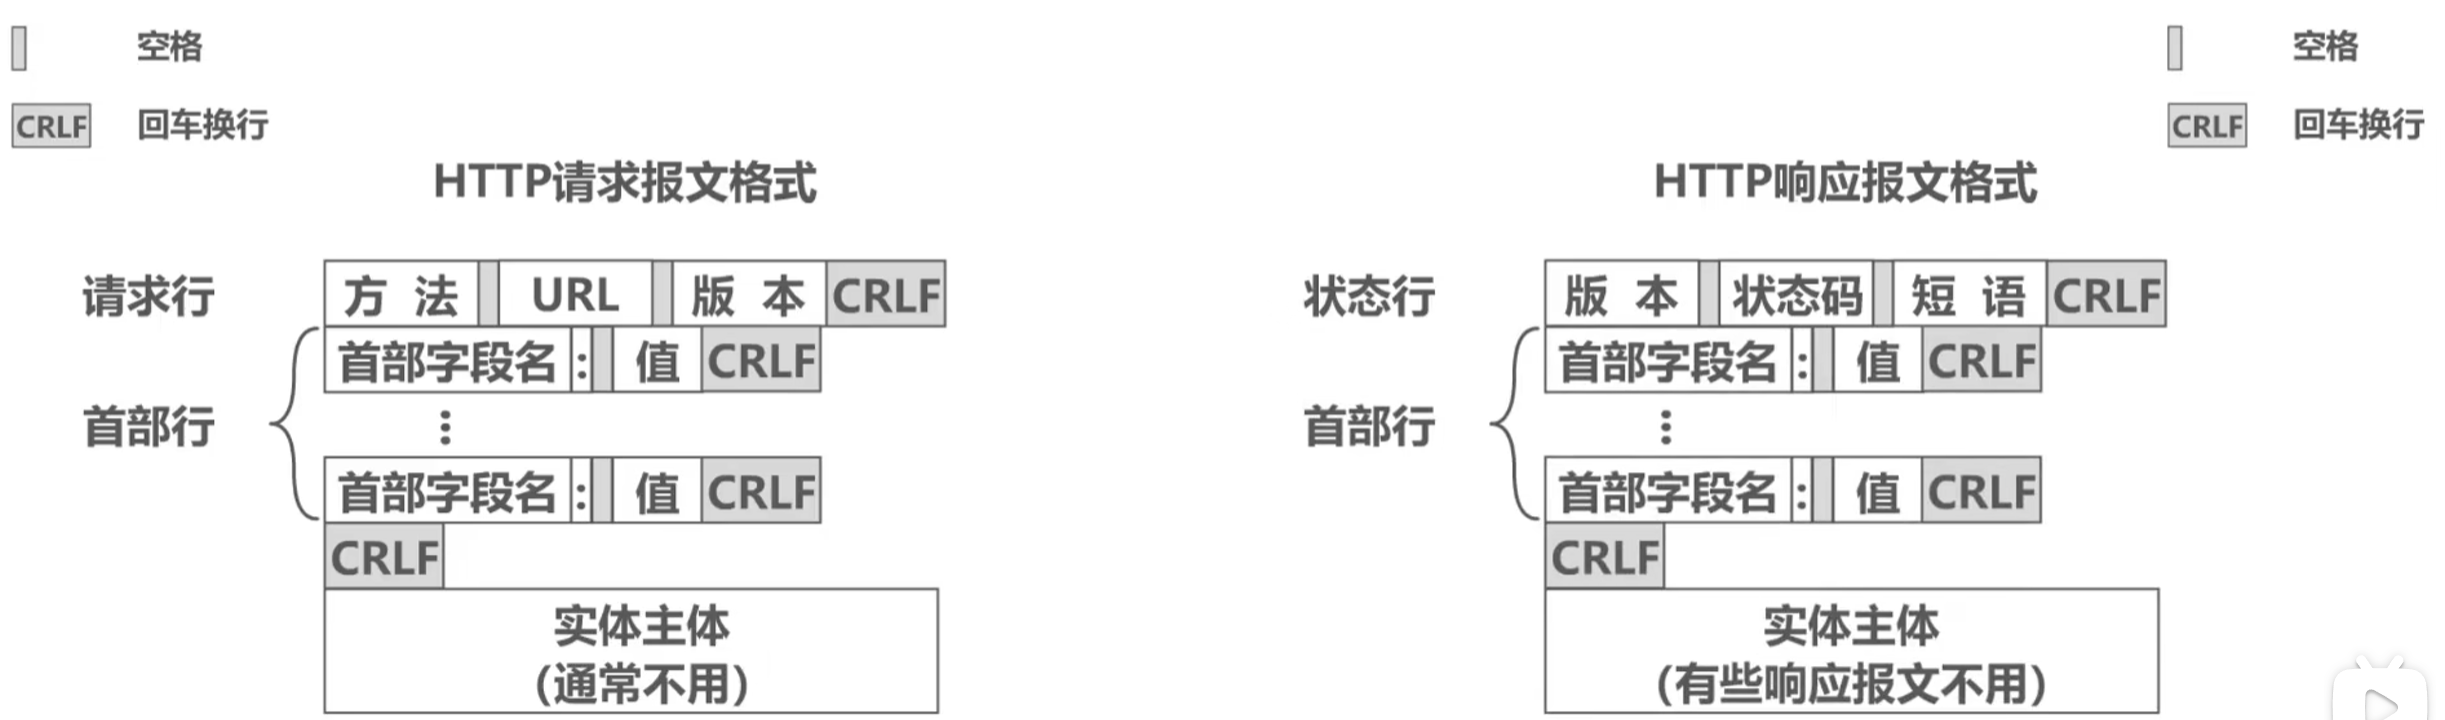 空格
CRLF 回车换行
HTTP请求报文格式
请求行 方 法 URL 版 本 CRLF
首部字段名 : 值 CRLF
首部行 ⋮
首部字段名 : 值 CRLF
CRLF
实体主体
(通常不用)
空格
CRLF 回车换行
HTTP响应报文格式
状态行 版 本 状态码 短 语 CRLF
首部字段名 : 值 CRLF
首部行 ⋮
首部字段名 : 值 CRLF
CRLF
实体主体
(有些响应报文不用)